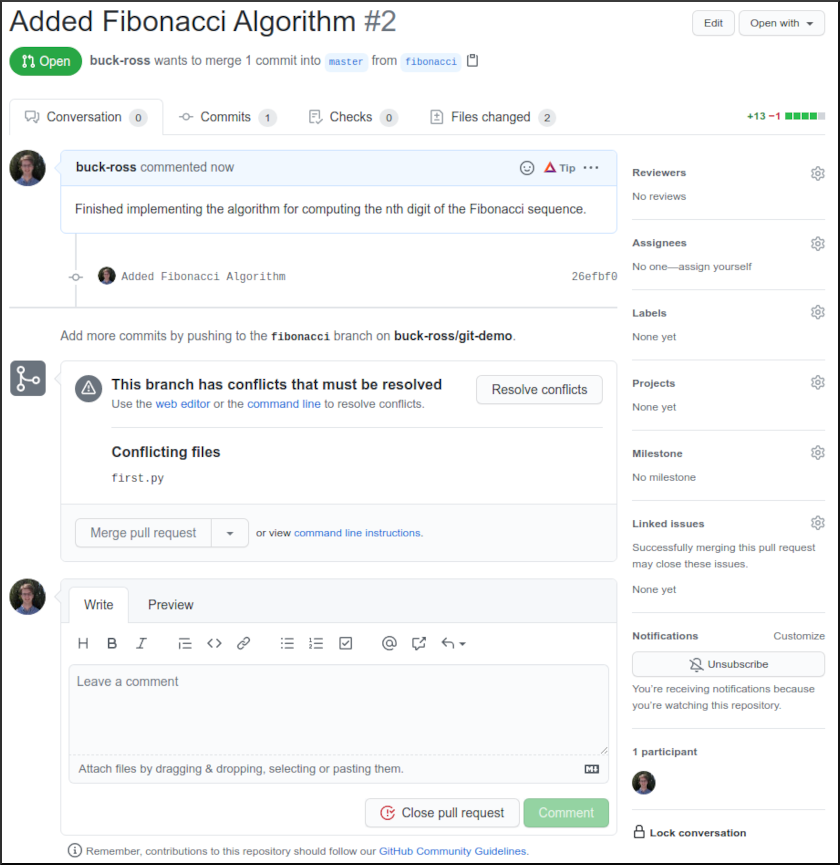 Added Fibonacci Algorithm #2
Edit
Open with
Open
buck-ross wants to merge 1 commit into master from fibonacci
Conversation 0
Commits 1
Checks 0
Files changed 2
+13 −1
buck-ross commented now
Tip
Finished implementing the algorithm for computing the nth digit of the Fibonacci sequence.
Added Fibonacci Algorithm
26efbf0
Add more commits by pushing to the fibonacci branch on buck-ross/git-demo.
This branch has conflicts that must be resolved
Use the web editor or the command line to resolve conflicts.
Resolve conflicts
Conflicting files
first.py
Merge pull request
or view command line instructions.
Write
Preview
H B I
Leave a comment
Attach files by dragging & dropping, selecting or pasting them.
Close pull request
Comment
Remember, contributions to this repository should follow our GitHub Community Guidelines.
Reviewers
No reviews
Assignees
No one—assign yourself
Labels
None yet
Projects
None yet
Milestone
No milestone
Linked issues
Successfully merging this pull request
may close these issues.
None yet
Notifications
Customize
Unsubscribe
You're receiving notifications because
you're watching this repository.
1 participant
Lock conversation